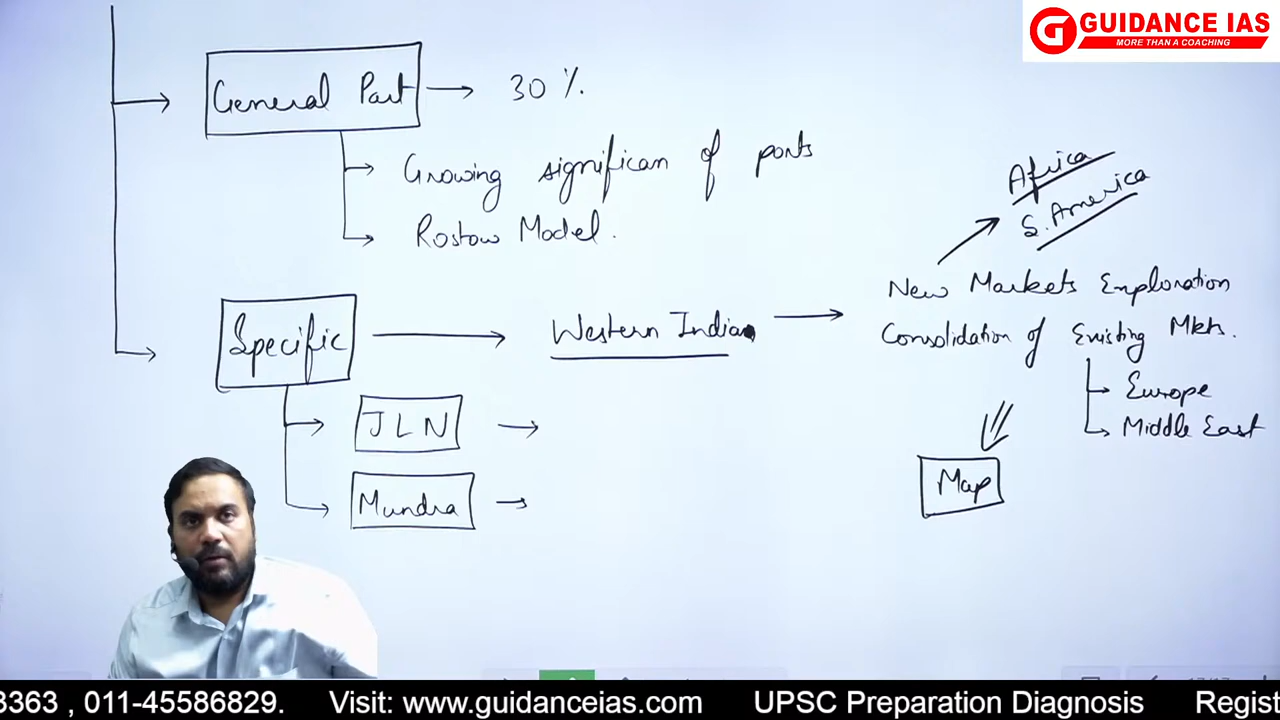 GUIDANCE IAS
MORE THAN A COACHING
General Part → 30 %
Growing significan of ports
Rostow Model.
Africa
S. America
Specific → Western Indian →
New Markets Exploration
Consolidation of Existing Mkts.
Europe
Middle East
JLN →
Mundra →
Map
3363 , 011-45586829. Visit: www.guidanceias.com UPSC Preparation Diagnosis Regist